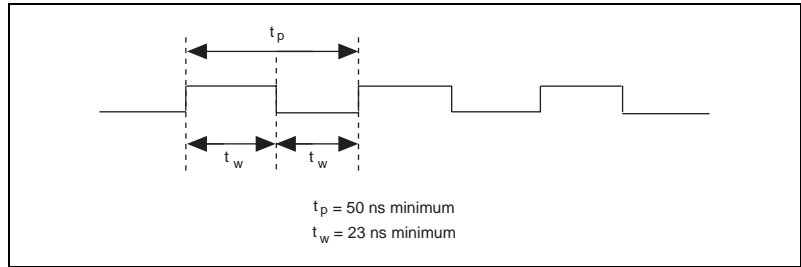 t p
t w t w
t p = 50 ns minimum
t w = 23 ns minimum